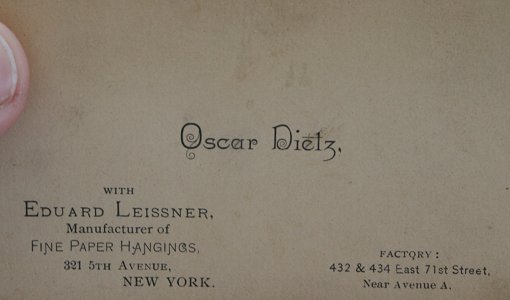 Oscar Dietz,
WITH
EDUARD LEISSNER,
Manufacturer of
FINE PAPER HANGINGS,
321 5TH AVENUE,
NEW YORK.
FACTORY:
432 & 434 East 71st Street,
Near Avenue A.